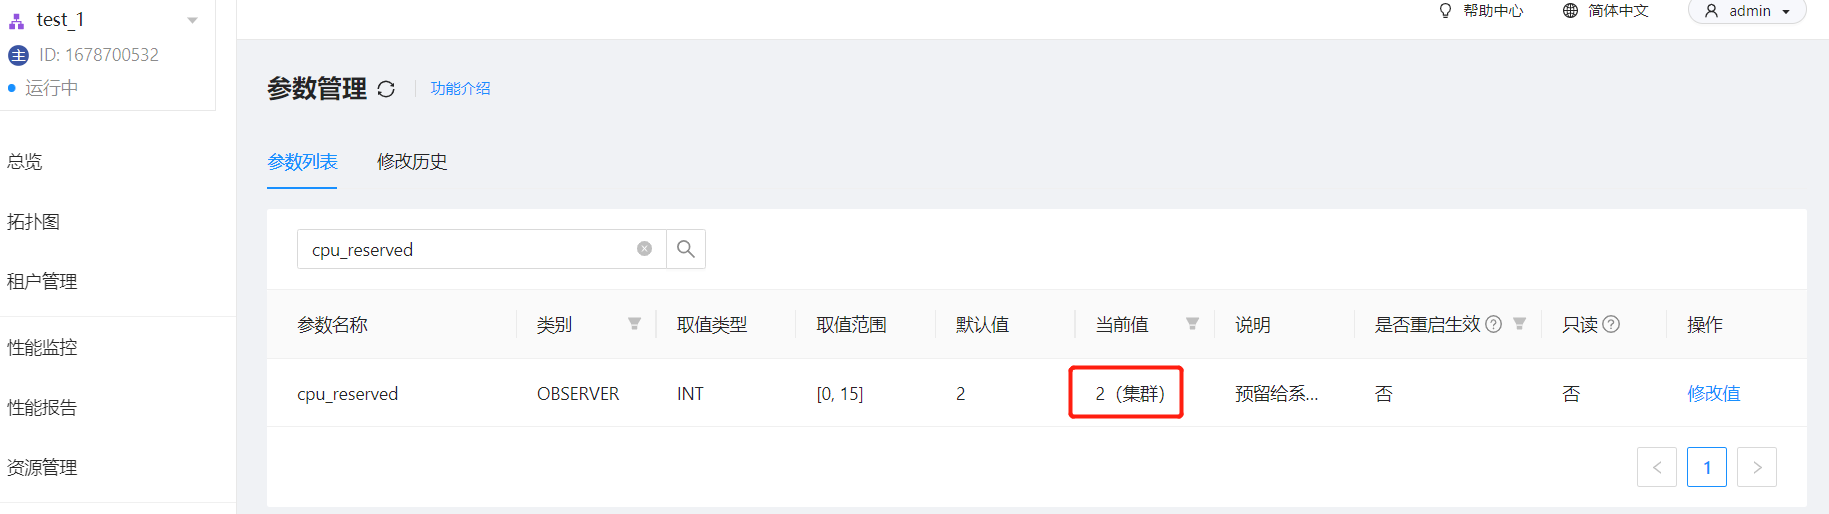 test_1
主 ID: 1678700532
运行中
总览
拓扑图
租户管理
性能监控
性能报告
资源管理
帮助中心 简体中文 admin
参数管理 功能介绍
参数列表 修改历史
cpu_reserved
参数名称 类别 取值类型 取值范围 默认值 当前值 说明 是否重启生效 只读 操作
cpu_reserved OBSERVER INT [0, 15] 2 2（集群） 预留给系... 否 否 修改值
< 1 >